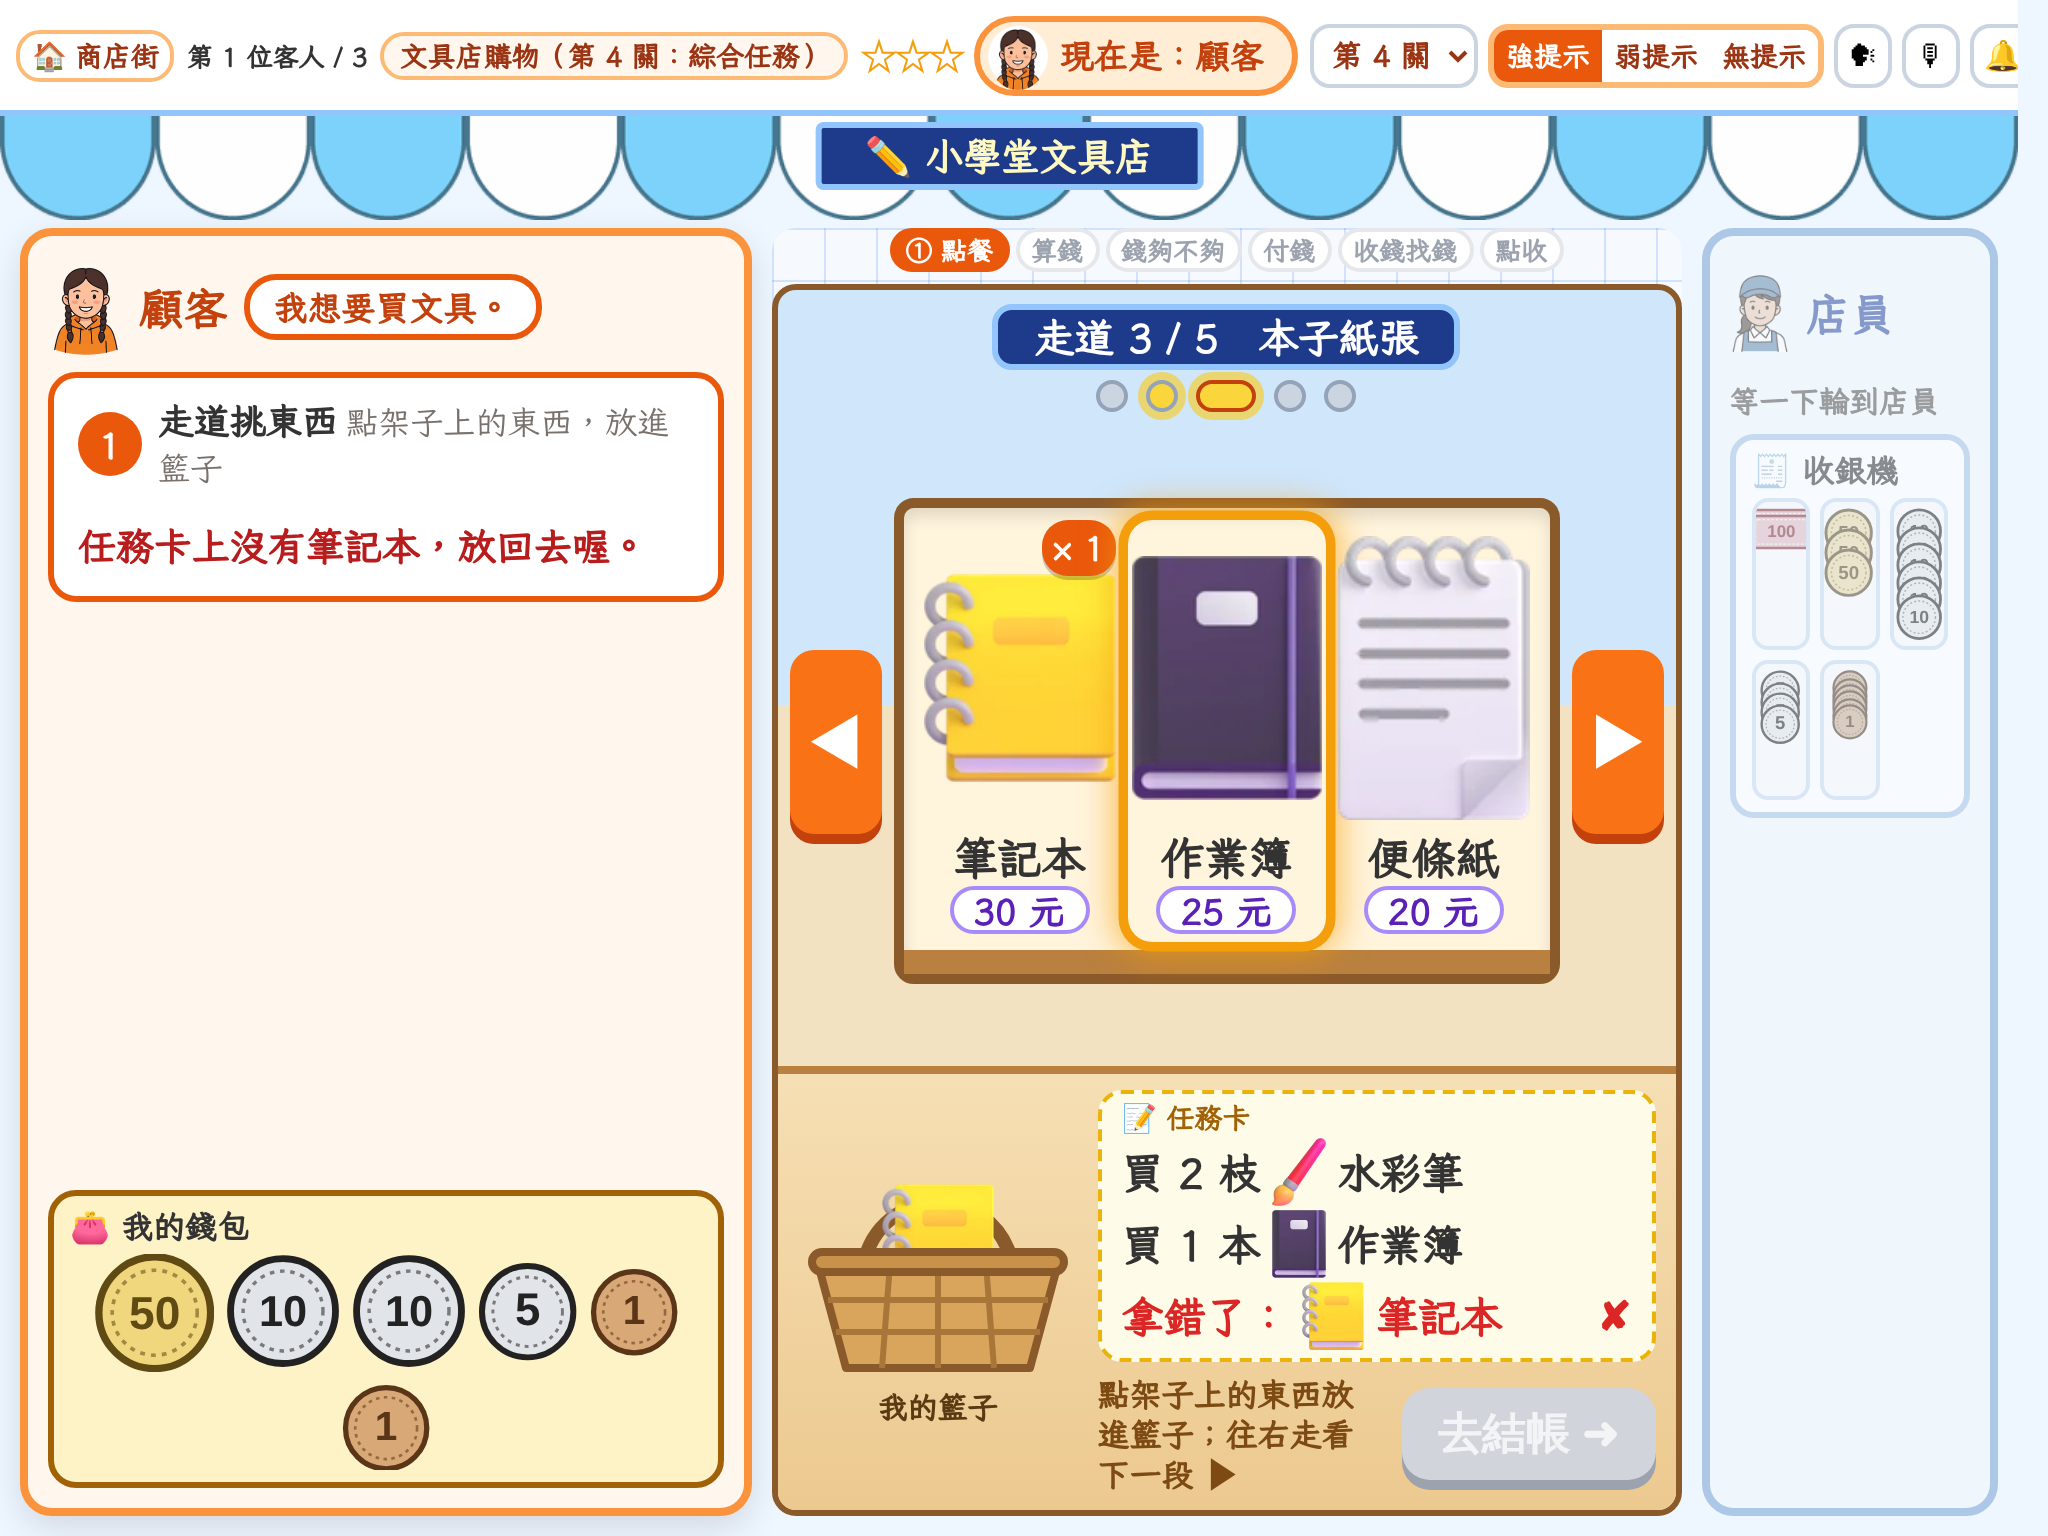 🏠 商店街 第 1 位客人 / 3 文具店購物（第 4 關：綜合任務） ☆☆☆ 現在是：顧客 第 4 關 強提示 弱提示 無提示
✏️ 小學堂文具店
顧客 我想要買文具。
1 走道挑東西 點架子上的東西，放進
籃子
任務卡上沒有筆記本，放回去喔。
👛 我的錢包
50 10 10 5 1
1
① 點餐 算錢 錢夠不夠 付錢 收錢找錢 點收
走道 3 / 5 本子紙張
× 1
筆記本 作業簿 便條紙
30 元 25 元 20 元
📝 任務卡
買 2 枝 水彩筆
買 1 本 作業簿
拿錯了： 筆記本 ✘
我的籃子
點架子上的東西放
進籃子；往右走看
下一段 ▶
去結帳 ➜
店員
等一下輪到店員
🧾 收銀機
100 50 10
5 1